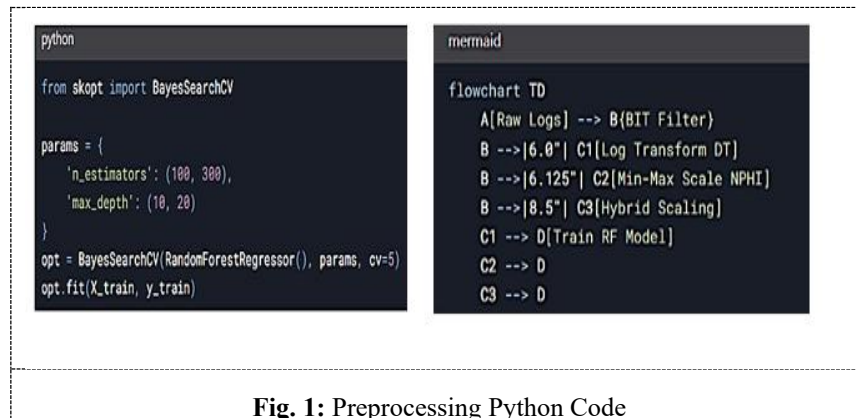 python
from skopt import BayesSearchCV
params = {
'n_estimators': (100, 300),
'max_depth': (10, 20)
}
opt = BayesSearchCV(RandomForestRegressor(), params, cv=5)
opt.fit(X_train, y_train)
mermaid
flowchart TD
A[Raw Logs] --> B{BIT Filter}
B -->|6.0"| C1[Log Transform DT]
B -->|6.125"| C2[Min-Max Scale NPHI]
B -->|8.5"| C3[Hybrid Scaling]
C1 --> D[Train RF Model]
C2 --> D
C3 --> D
Fig. 1: Preprocessing Python Code